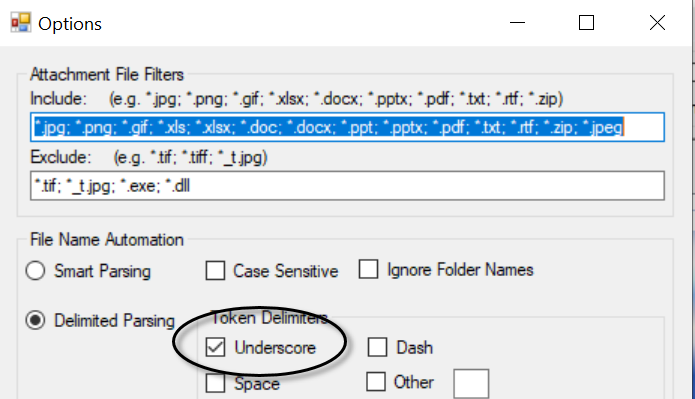 Options
Attachment File Filters
Include: (e.g. *.jpg; *.png; *.gif; *.xlsx; *.docx; *.pptx; *.pdf; *.txt; *.rtf; *.zip)
*.jpg; *.png; *.gif; *.xls; *.xlsx; *.doc; *.docx; *.ppt; *.pptx; *.pdf; *.txt; *.rtf; *.zip; *.jpeg
Exclude: (e.g. *.tif; *.tiff; *_t.jpg)
*.tif; *_t.jpg; *.exe; *.dll
File Name Automation
Smart Parsing Case Sensitive Ignore Folder Names
Token Delimiters
Delimited Parsing
Underscore Dash
Space Other